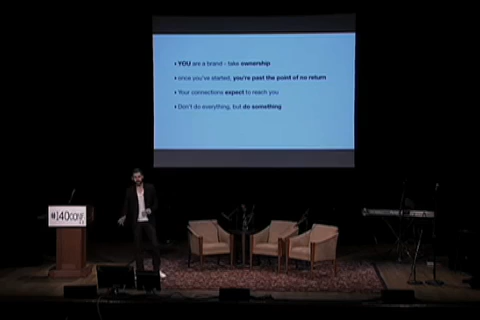 YOU are a brand - take ownership
once you've started, you're past the point of no return
Your connections expect to reach you
Don't do everything, but do something
#140CONF